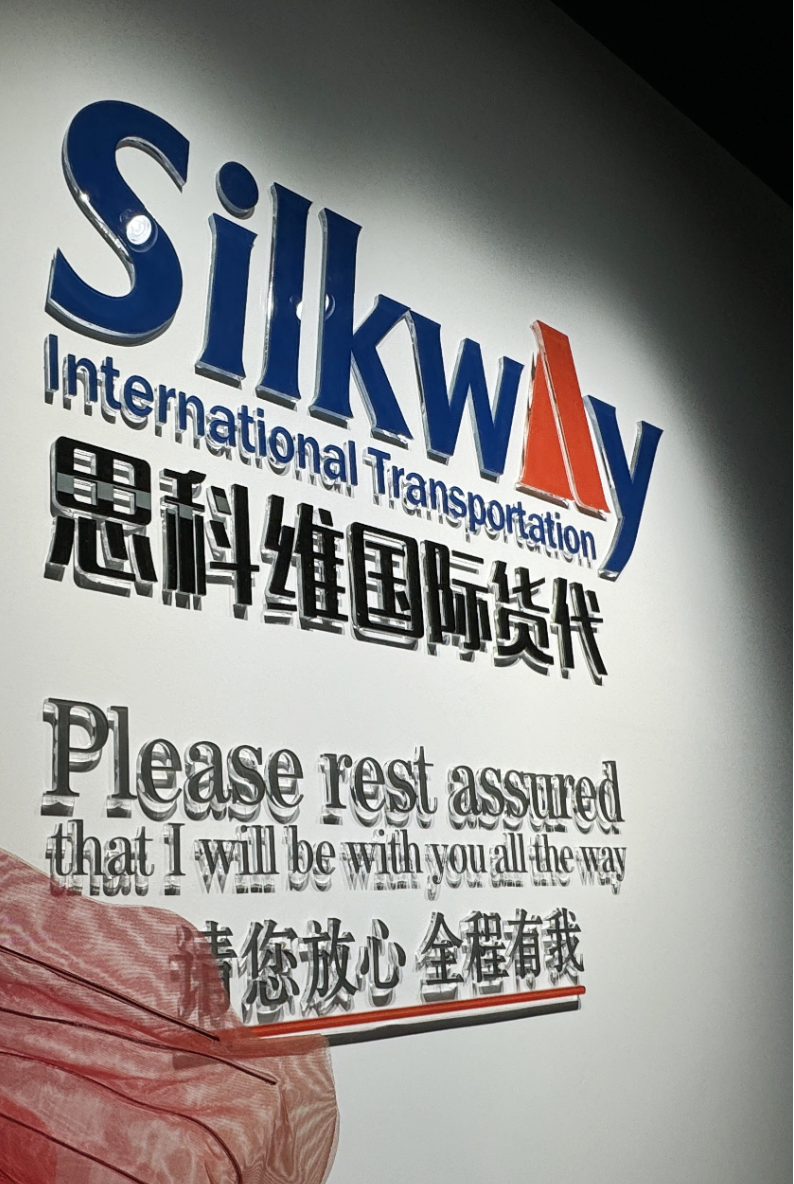 Silkway
International Transportation
思科维国际货代
Please rest assured
that I will be with you all the way
请您放心 全程有我